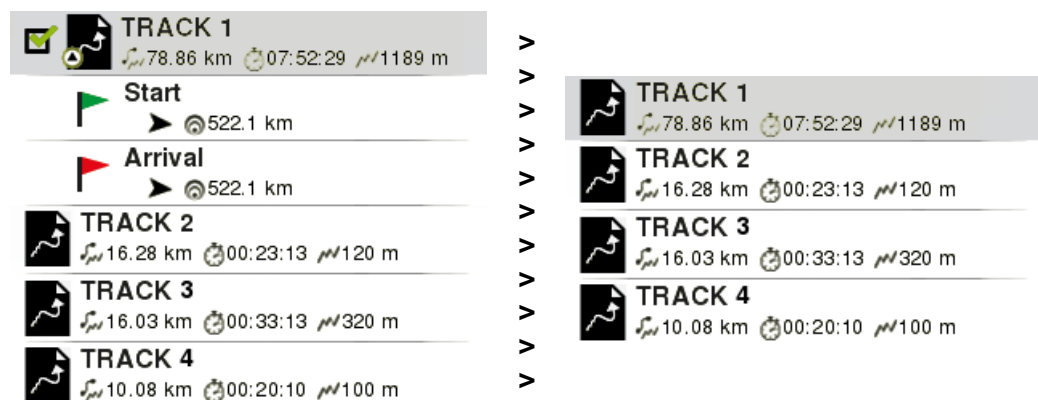 TRACK 1
78.86 km 07:52:29 1189 m
Start
522.1 km
Arrival
522.1 km
TRACK 2
16.28 km 00:23:13 120 m
TRACK 3
16.03 km 00:33:13 320 m
TRACK 4
10.08 km 00:20:10 100 m
>
>
>
>
>
>
>
>
>
>
>
TRACK 1
78.86 km 07:52:29 1189 m
TRACK 2
16.28 km 00:23:13 120 m
TRACK 3
16.03 km 00:33:13 320 m
TRACK 4
10.08 km 00:20:10 100 m